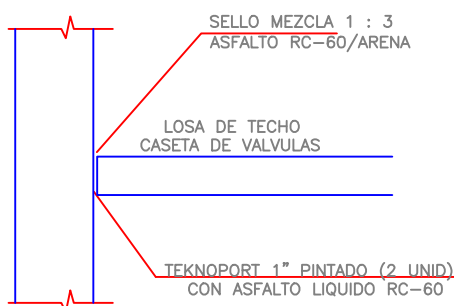 SELLO MEZCLA 1 : 3
ASFALTO RC-60/ARENA
LOSA DE TECHO
CASETA DE VALVULAS
TEKNOPORT 1" PINTADO (2 UNID)
CON ASFALTO LIQUIDO RC-60